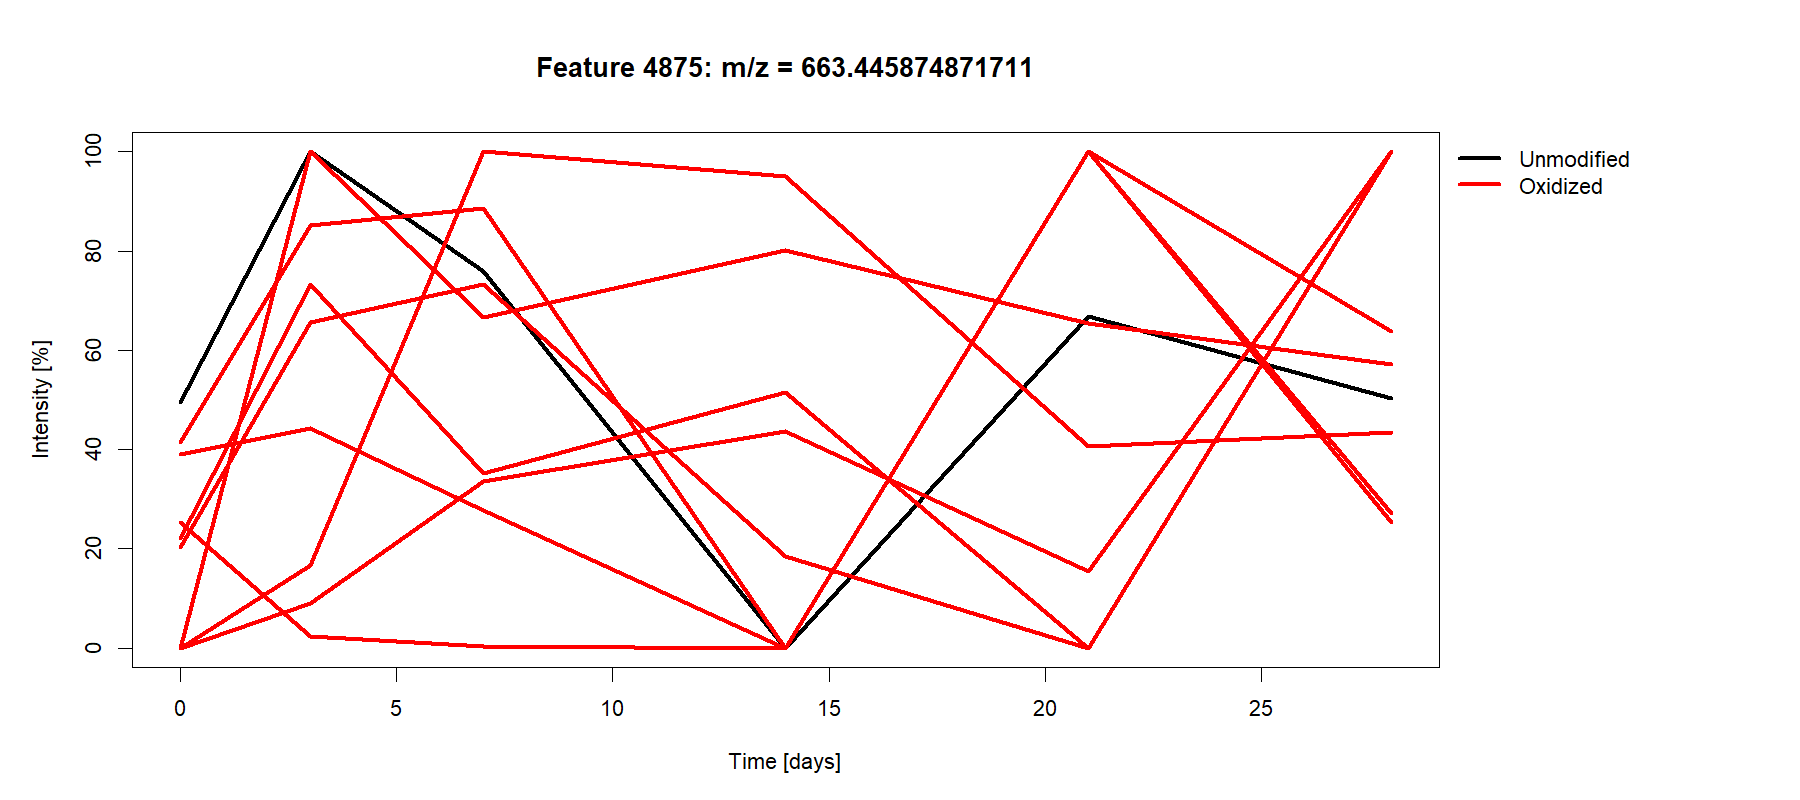 Feature 4875: m/z = 663.445874871711
Unmodified
Oxidized
Intensity [%]
100
80
60
40
20
0
0 5 10 15 20 25
Time [days]